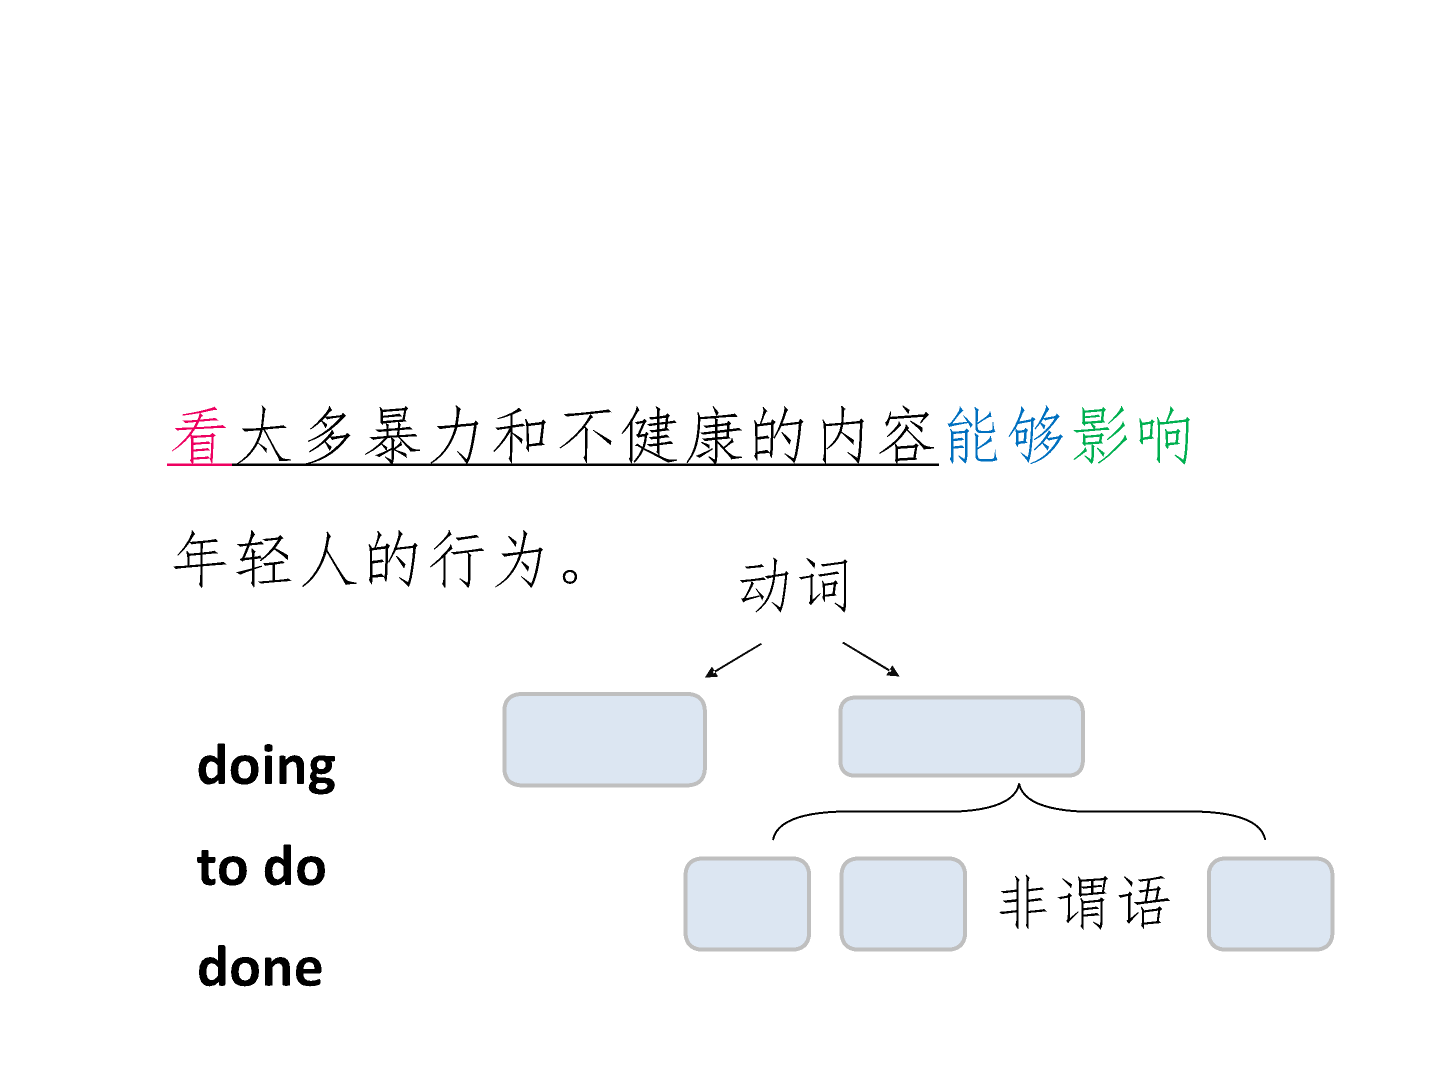 看太多暴力和不健康的内容能够影响
年轻人的行为。
动词
doing
to do
非谓语
done